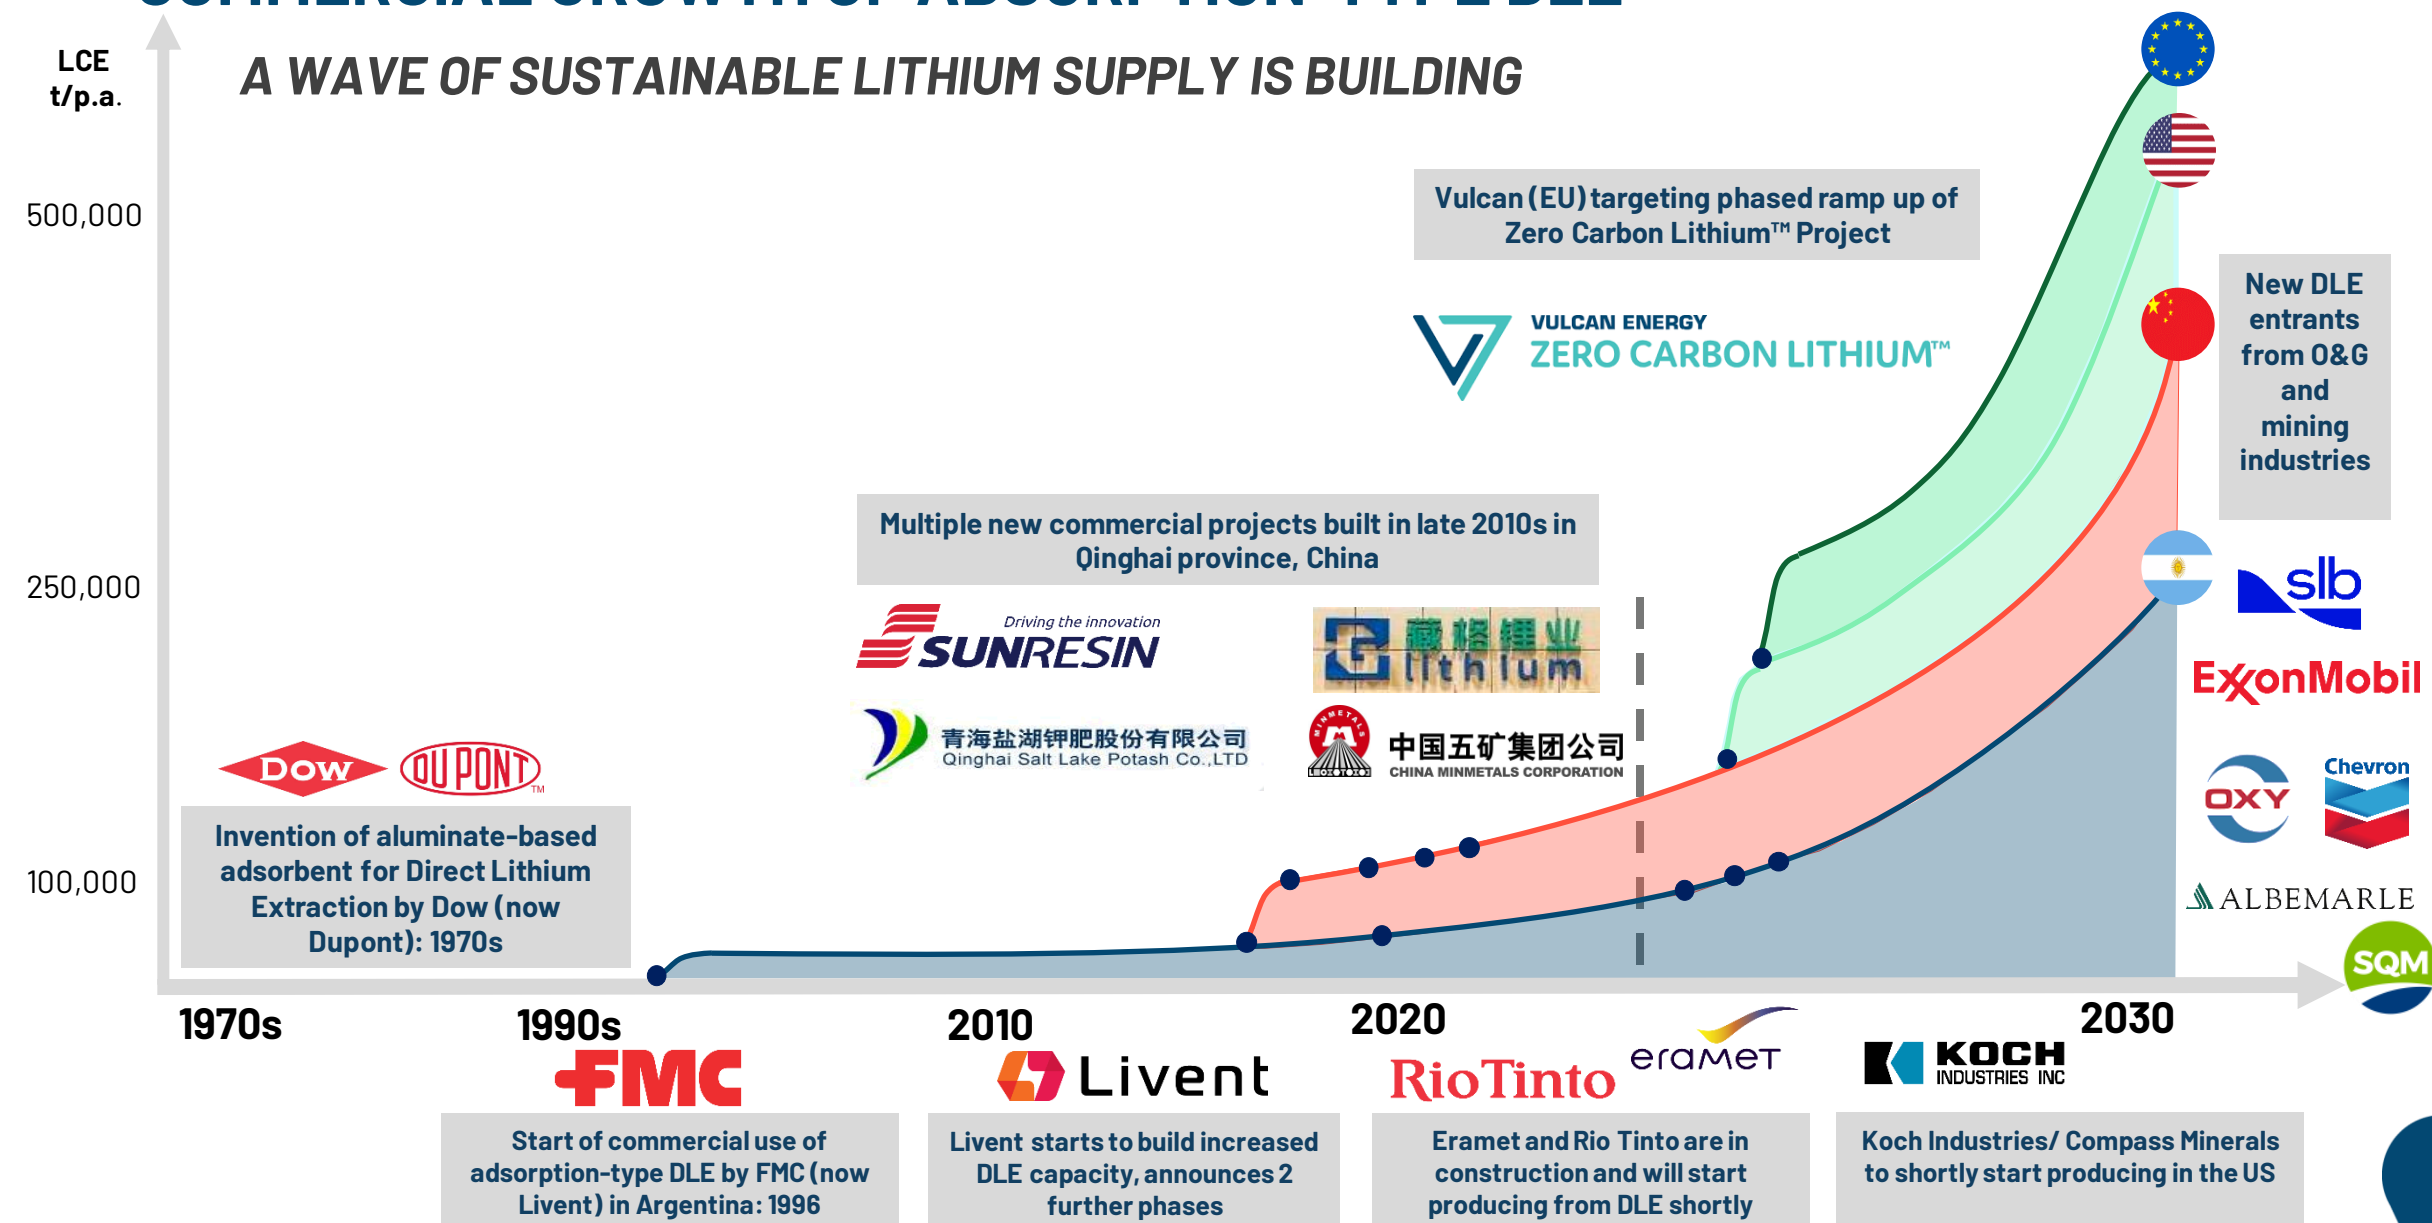 COMMERCIAL GROWTH OF ADSORPTION-TYPE DLE
A WAVE OF SUSTAINABLE LITHIUM SUPPLY IS BUILDING
LCE
t/p.a.
500,000
250,000
100,000
Vulcan (EU) targeting phased ramp up of
Zero Carbon Lithium™ Project
VULCAN ENERGY
ZERO CARBON LITHIUM™
New DLE
entrants
from O&G
and
mining
industries
Multiple new commercial projects built in late 2010s in
Qinghai province, China
Driving the innovation
SUNRESIN
藏格锂业
lithium
青海盐湖钾肥股份有限公司
Qinghai Salt Lake Potash Co.,LTD
MINMETALS
中国五矿集团公司
CHINA MINMETALS CORPORATION
slb
ExxonMobil
OXY
Chevron
ALBEMARLE
SQM
Dow
DUPONT™
Invention of aluminate-based
adsorbent for Direct Lithium
Extraction by Dow (now
Dupont): 1970s
1970s
1990s
2010
2020
2030
FMC
Livent
RioTinto
eramet
KOCH
INDUSTRIES INC
Start of commercial use of
adsorption-type DLE by FMC (now
Livent) in Argentina: 1996
Livent starts to build increased
DLE capacity, announces 2
further phases
Eramet and Rio Tinto are in
construction and will start
producing from DLE shortly
Koch Industries/ Compass Minerals
to shortly start producing in the US